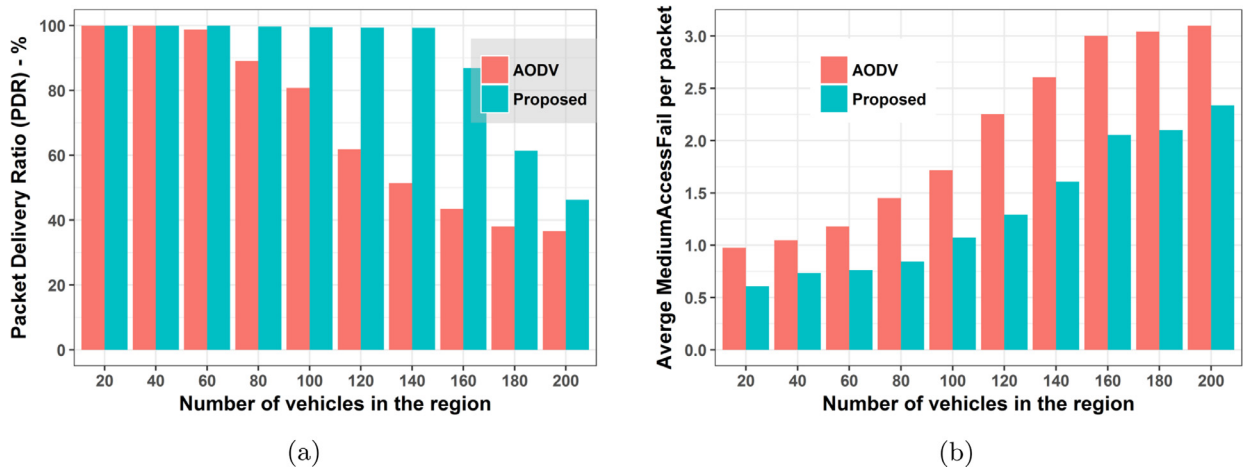 Packet Delivery Ratio (PDR) - %
100
80
60
40
20
0
AODV
Proposed
20 40 60 80 100 120 140 160 180 200
Number of vehicles in the region
(a)
Averge MediumAccessFail per packet
3.0
2.5
2.0
1.5
1.0
0.5
0.0
AODV
Proposed
20 40 60 80 100 120 140 160 180 200
Number of vehicles in the region
(b)